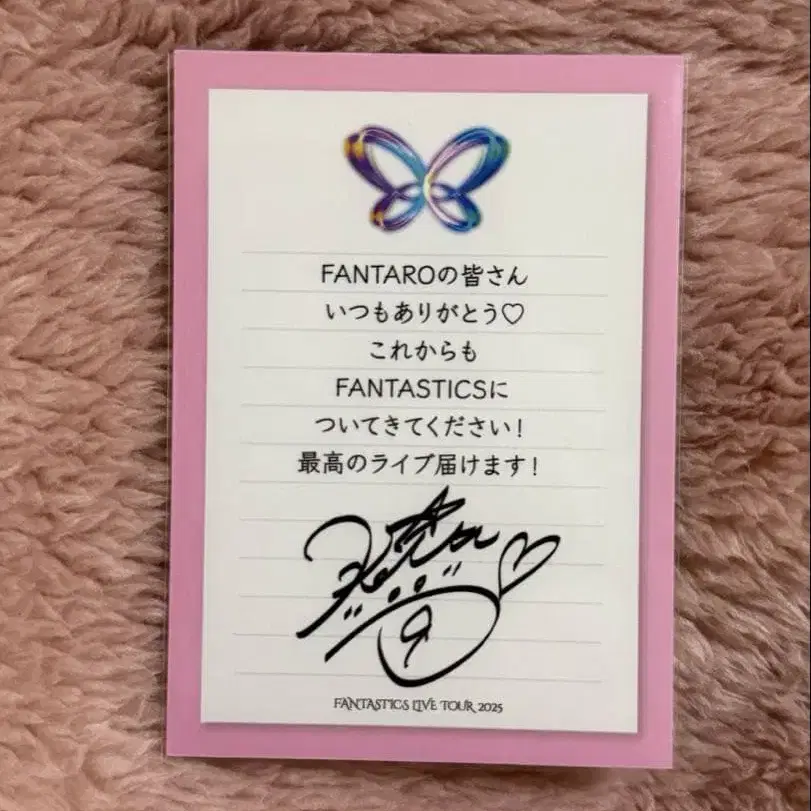 FANTAROの皆さん
いつもありがとう♡
これからも
FANTASTICSに
ついてきてください!
最高のライブ届けます!
FANTASTICS LIVE TOUR 2025